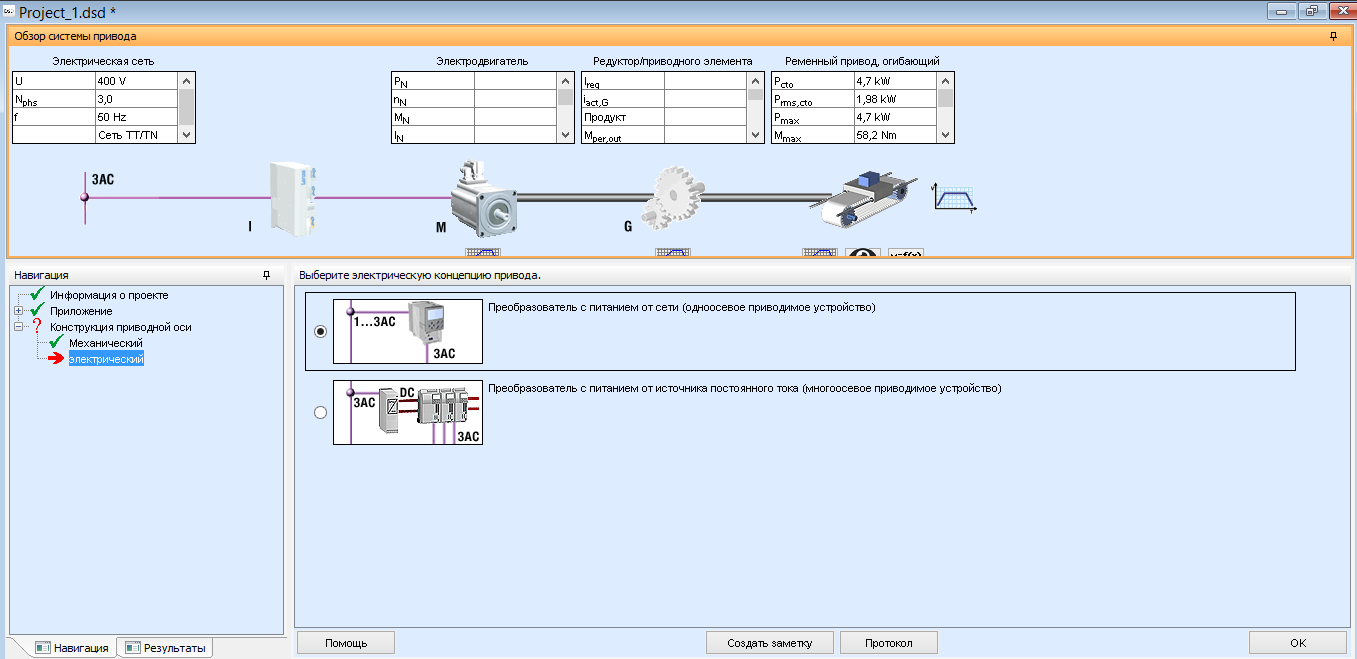 Project_1.dsd *
Обзор системы привода
Электрическая сеть
U 400 V
Nphs 3,0
f 50 Hz
Сеть TT/TN
Электродвигатель
PN
nN
MN
IN
Редуктор/приводного элемента
ireq
iact,G
Продукт
Mper,out
Ременный привод, огибающий
Pcto 4,7 kW
Prms,cto 1,98 kW
Pmax 4,7 kW
Mmax 58,2 Nm
3AC
I
M
G
Навигация
Информация о проекте
Приложение
Конструкция приводной оси
Механический
электрический
Выберите электрическую концепцию привода.
1...3AC
3AC
Преобразователь с питанием от сети (одноосевое приводимое устройство)
3AC
DC
3AC
Преобразователь с питанием от источника постоянного тока (многоосевое приводимое устройство)
Навигация
Результаты
Помощь
Создать заметку
Протокол
OK